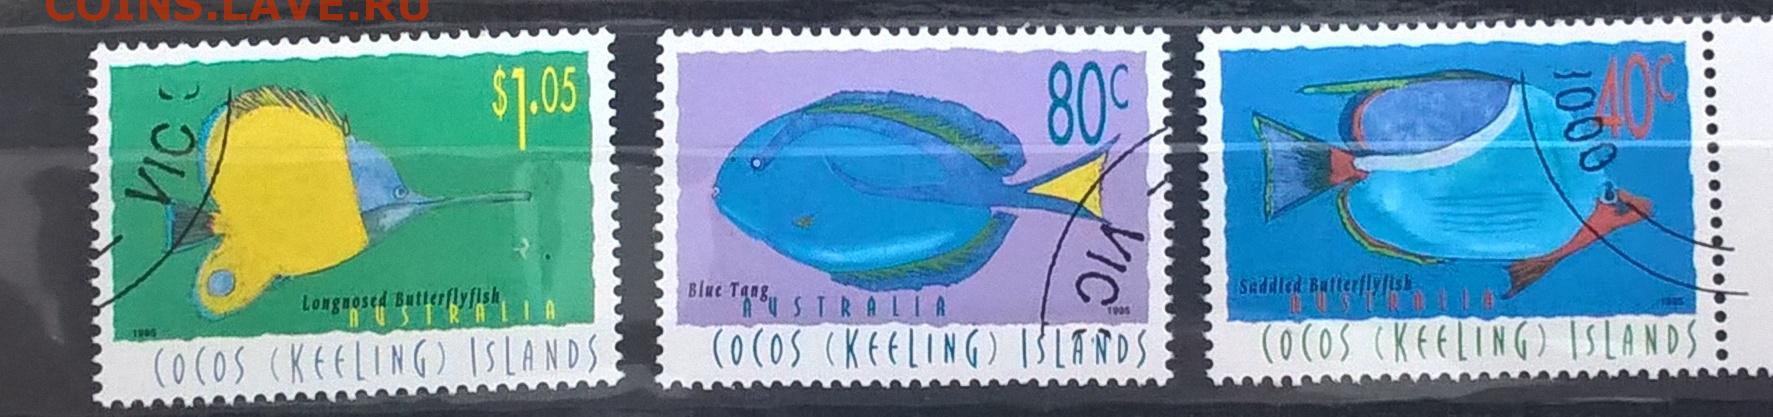 COINS.LAVE.RU
$1.05
VIC
Longnosed Butterflyfish
AUSTRALIA
1995
COCOS (KEELING) ISLANDS
80c
VIC
Blue Tang
AUSTRALIA
1995
COCOS (KEELING) ISLANDS
40c
3000
Saddled Butterflyfish
AUSTRALIA
1995
COCOS (KEELING) ISLANDS